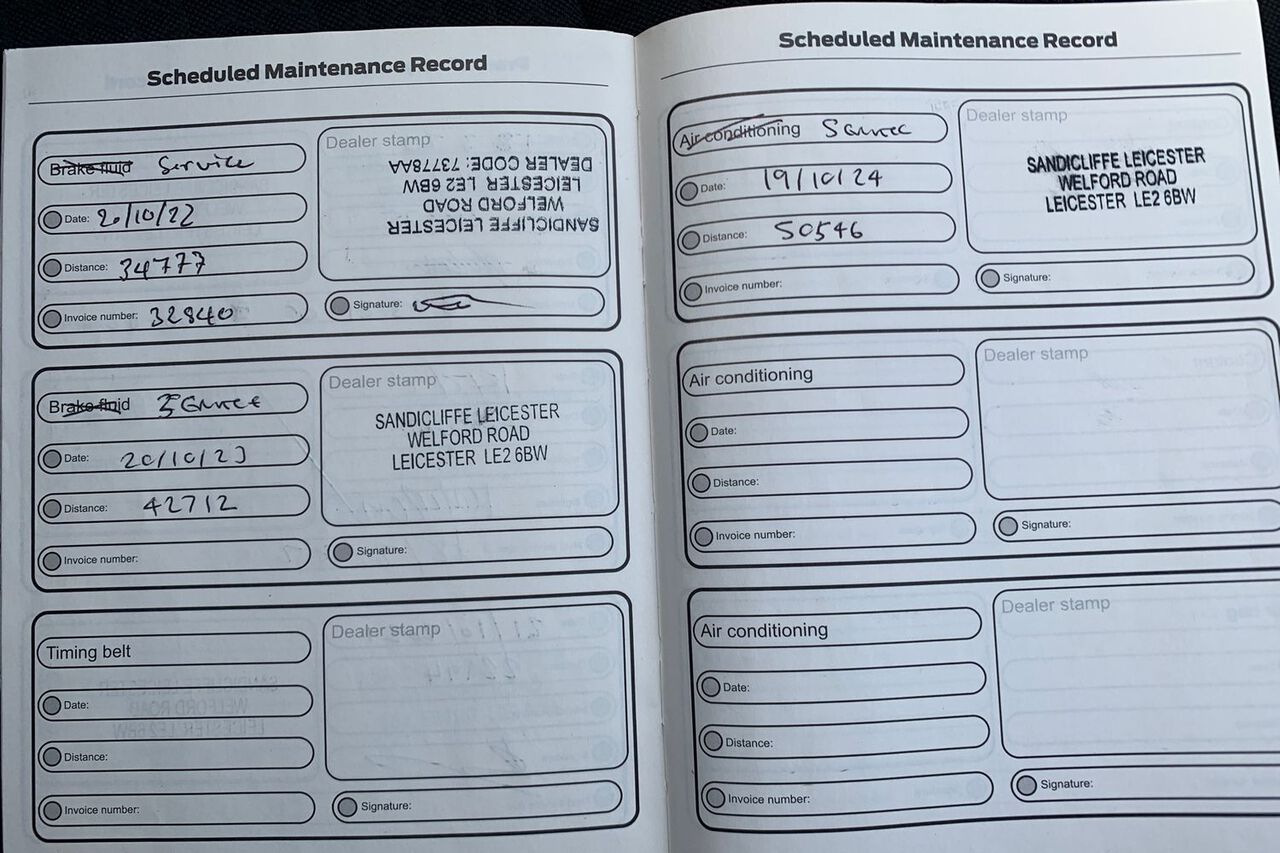 Scheduled Maintenance Record
Brake fluid Service
Date: 20/10/22
Distance: 34777
Invoice number: 32840
Dealer stamp
SANDICLIFFE LEICESTER
WELFORD ROAD
LEICESTER LE2 6BW
DEALER CODE: 73778AA
Signature:
Brake fluid Service
Date: 20/10/23
Distance: 42712
Invoice number:
Dealer stamp
SANDICLIFFE LEICESTER
WELFORD ROAD
LEICESTER LE2 6BW
Signature:
Timing belt
Date:
Distance:
Invoice number:
Dealer stamp
Signature:
Scheduled Maintenance Record
Air conditioning Service
Date: 19/10/24
Distance: 50546
Invoice number:
Dealer stamp
SANDICLIFFE LEICESTER
WELFORD ROAD
LEICESTER LE2 6BW
Signature:
Air conditioning
Date:
Distance:
Invoice number:
Dealer stamp
Signature:
Air conditioning
Date:
Distance:
Invoice number:
Dealer stamp
Signature: